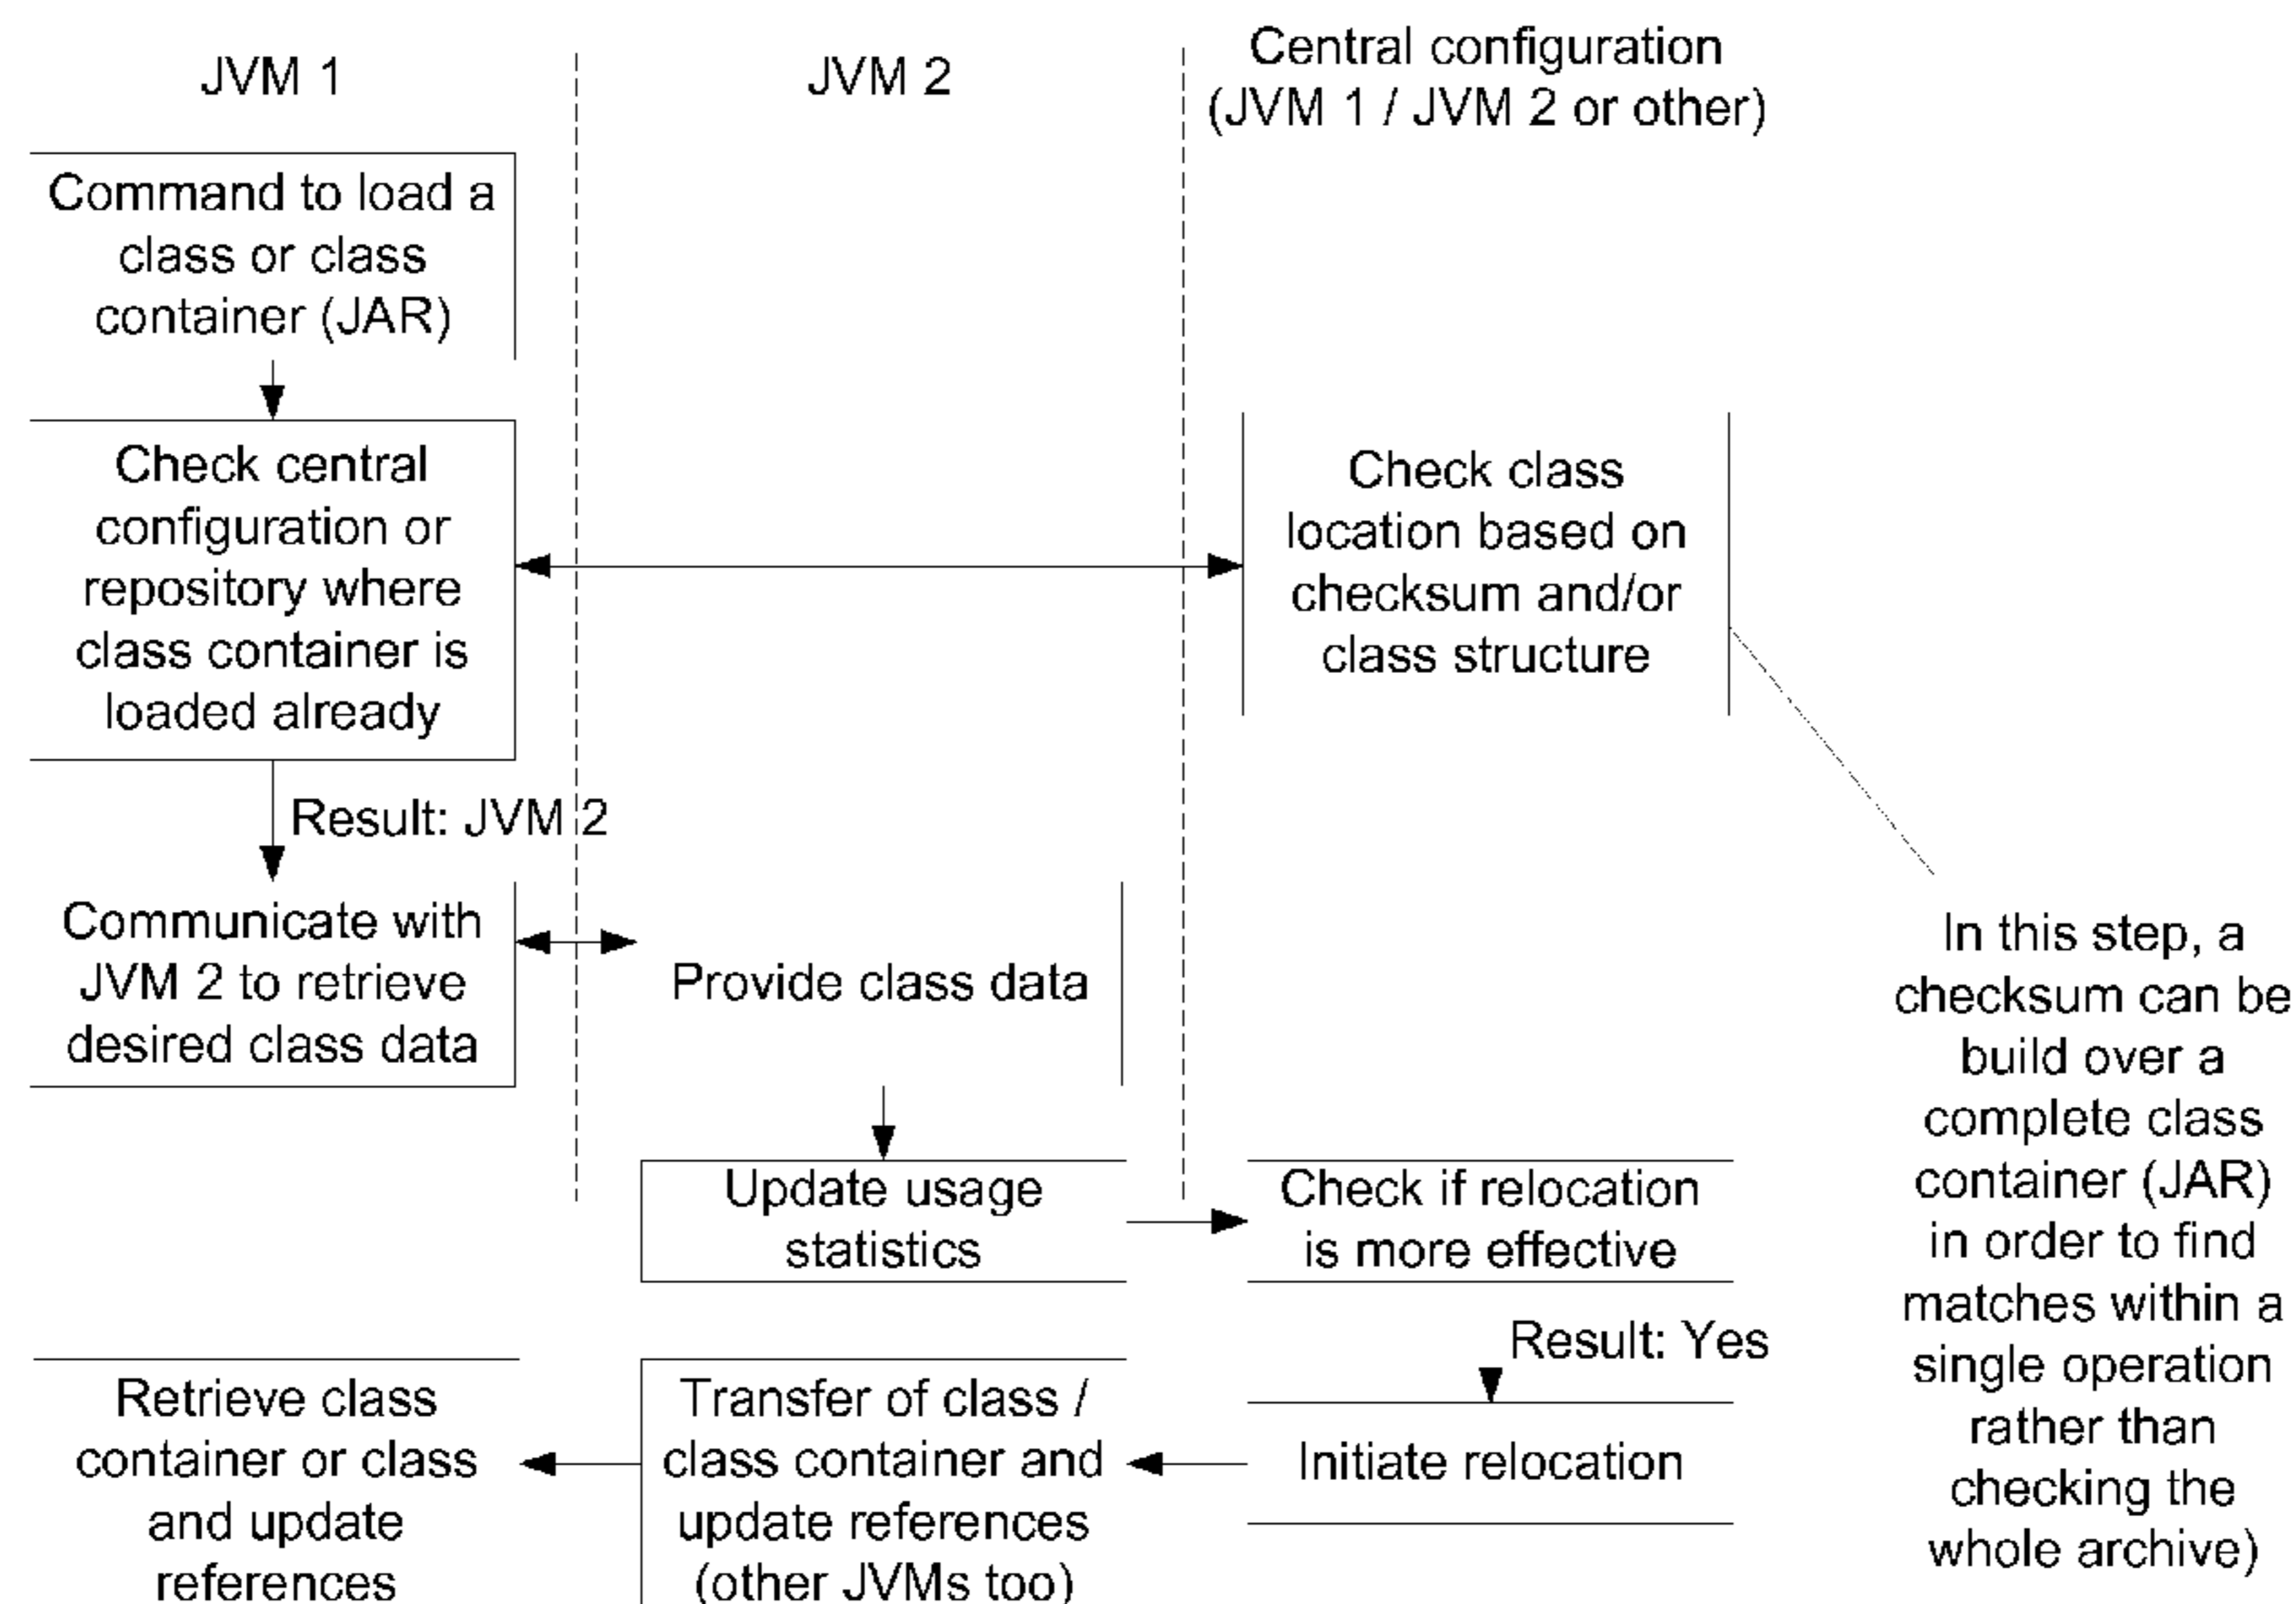 JVM 1
JVM 2
Central configuration
(JVM 1 / JVM 2 or other)
Command to load a
class or class
container (JAR)
Check central
configuration or
repository where
class container is
loaded already
Check class
location based on
checksum and/or
class structure
Result: JVM 2
Communicate with
JVM 2 to retrieve
desired class data
Provide class data
In this step, a
checksum can be
build over a
complete class
container (JAR)
in order to find
matches within a
single operation
rather than
checking the
whole archive)
Update usage
statistics
Check if relocation
is more effective
Result: Yes
Initiate relocation
Transfer of class /
class container and
update references
(other JVMs too)
Retrieve class
container or class
and update
references